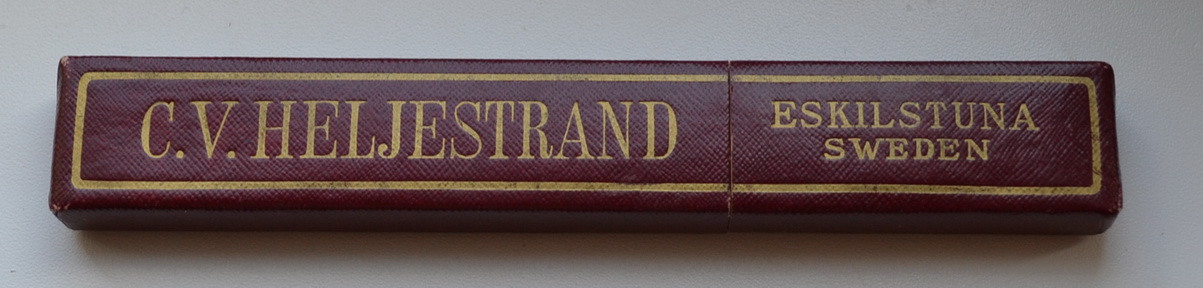 C.V. HELJESTRAND
ESKILSTUNA
SWEDEN